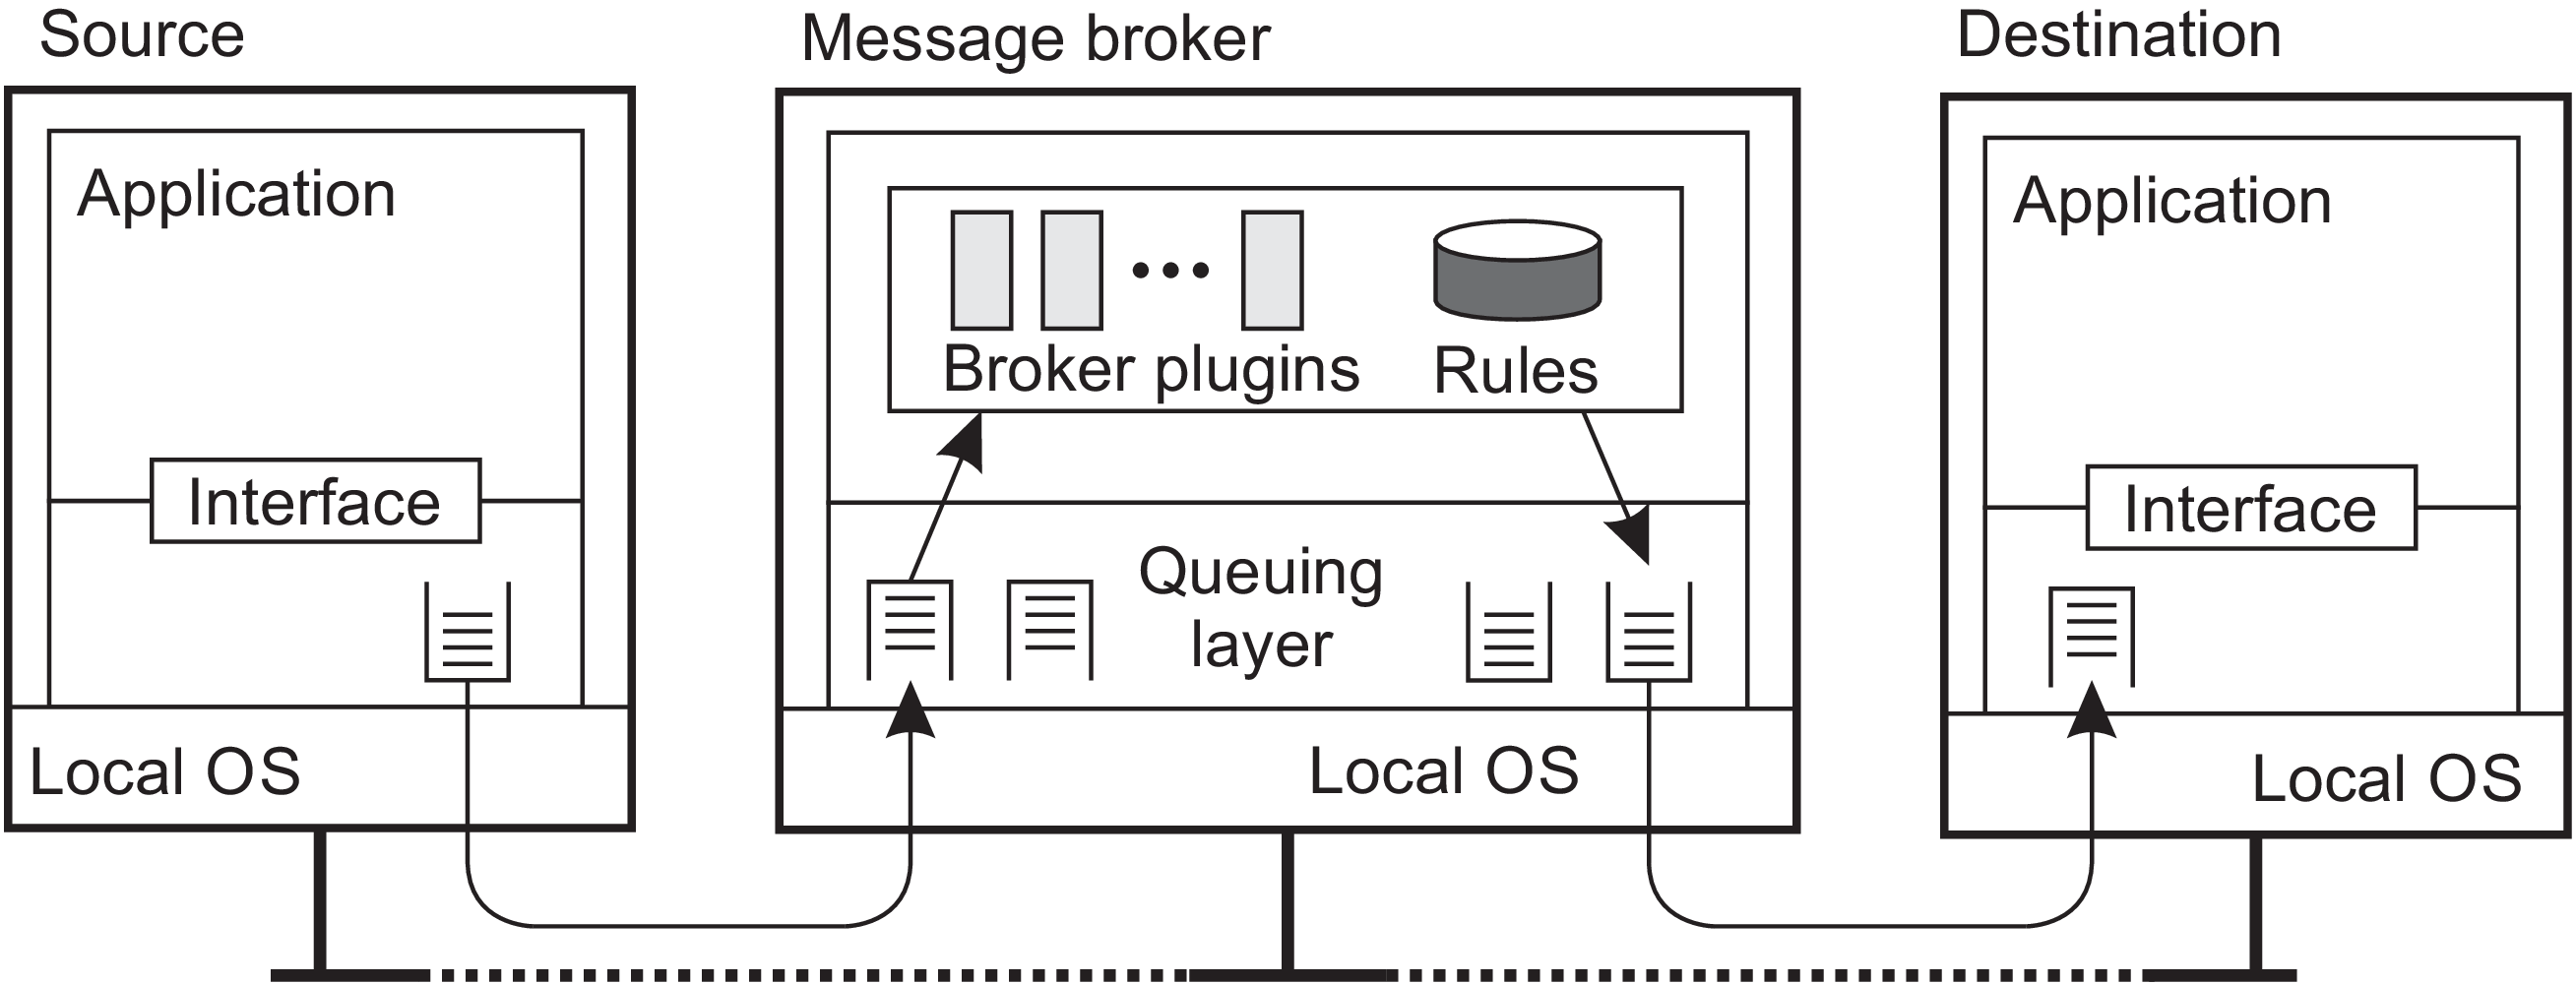 Source
Message broker
Destination
Application
Broker plugins
Rules
Application
Interface
Queuing
layer
Interface
Local OS
Local OS
Local OS